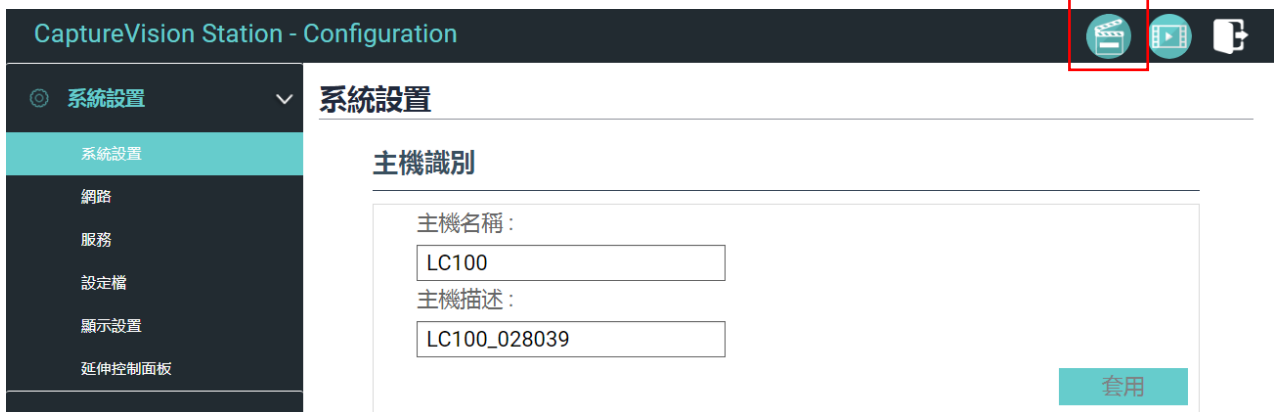 CaptureVision Station - Configuration
系統設置
系統設置
網路
服務
設定檔
顯示設置
延伸控制面板
系統設置
主機識別
主機名稱 :
LC100
主機描述 :
LC100_028039
套用